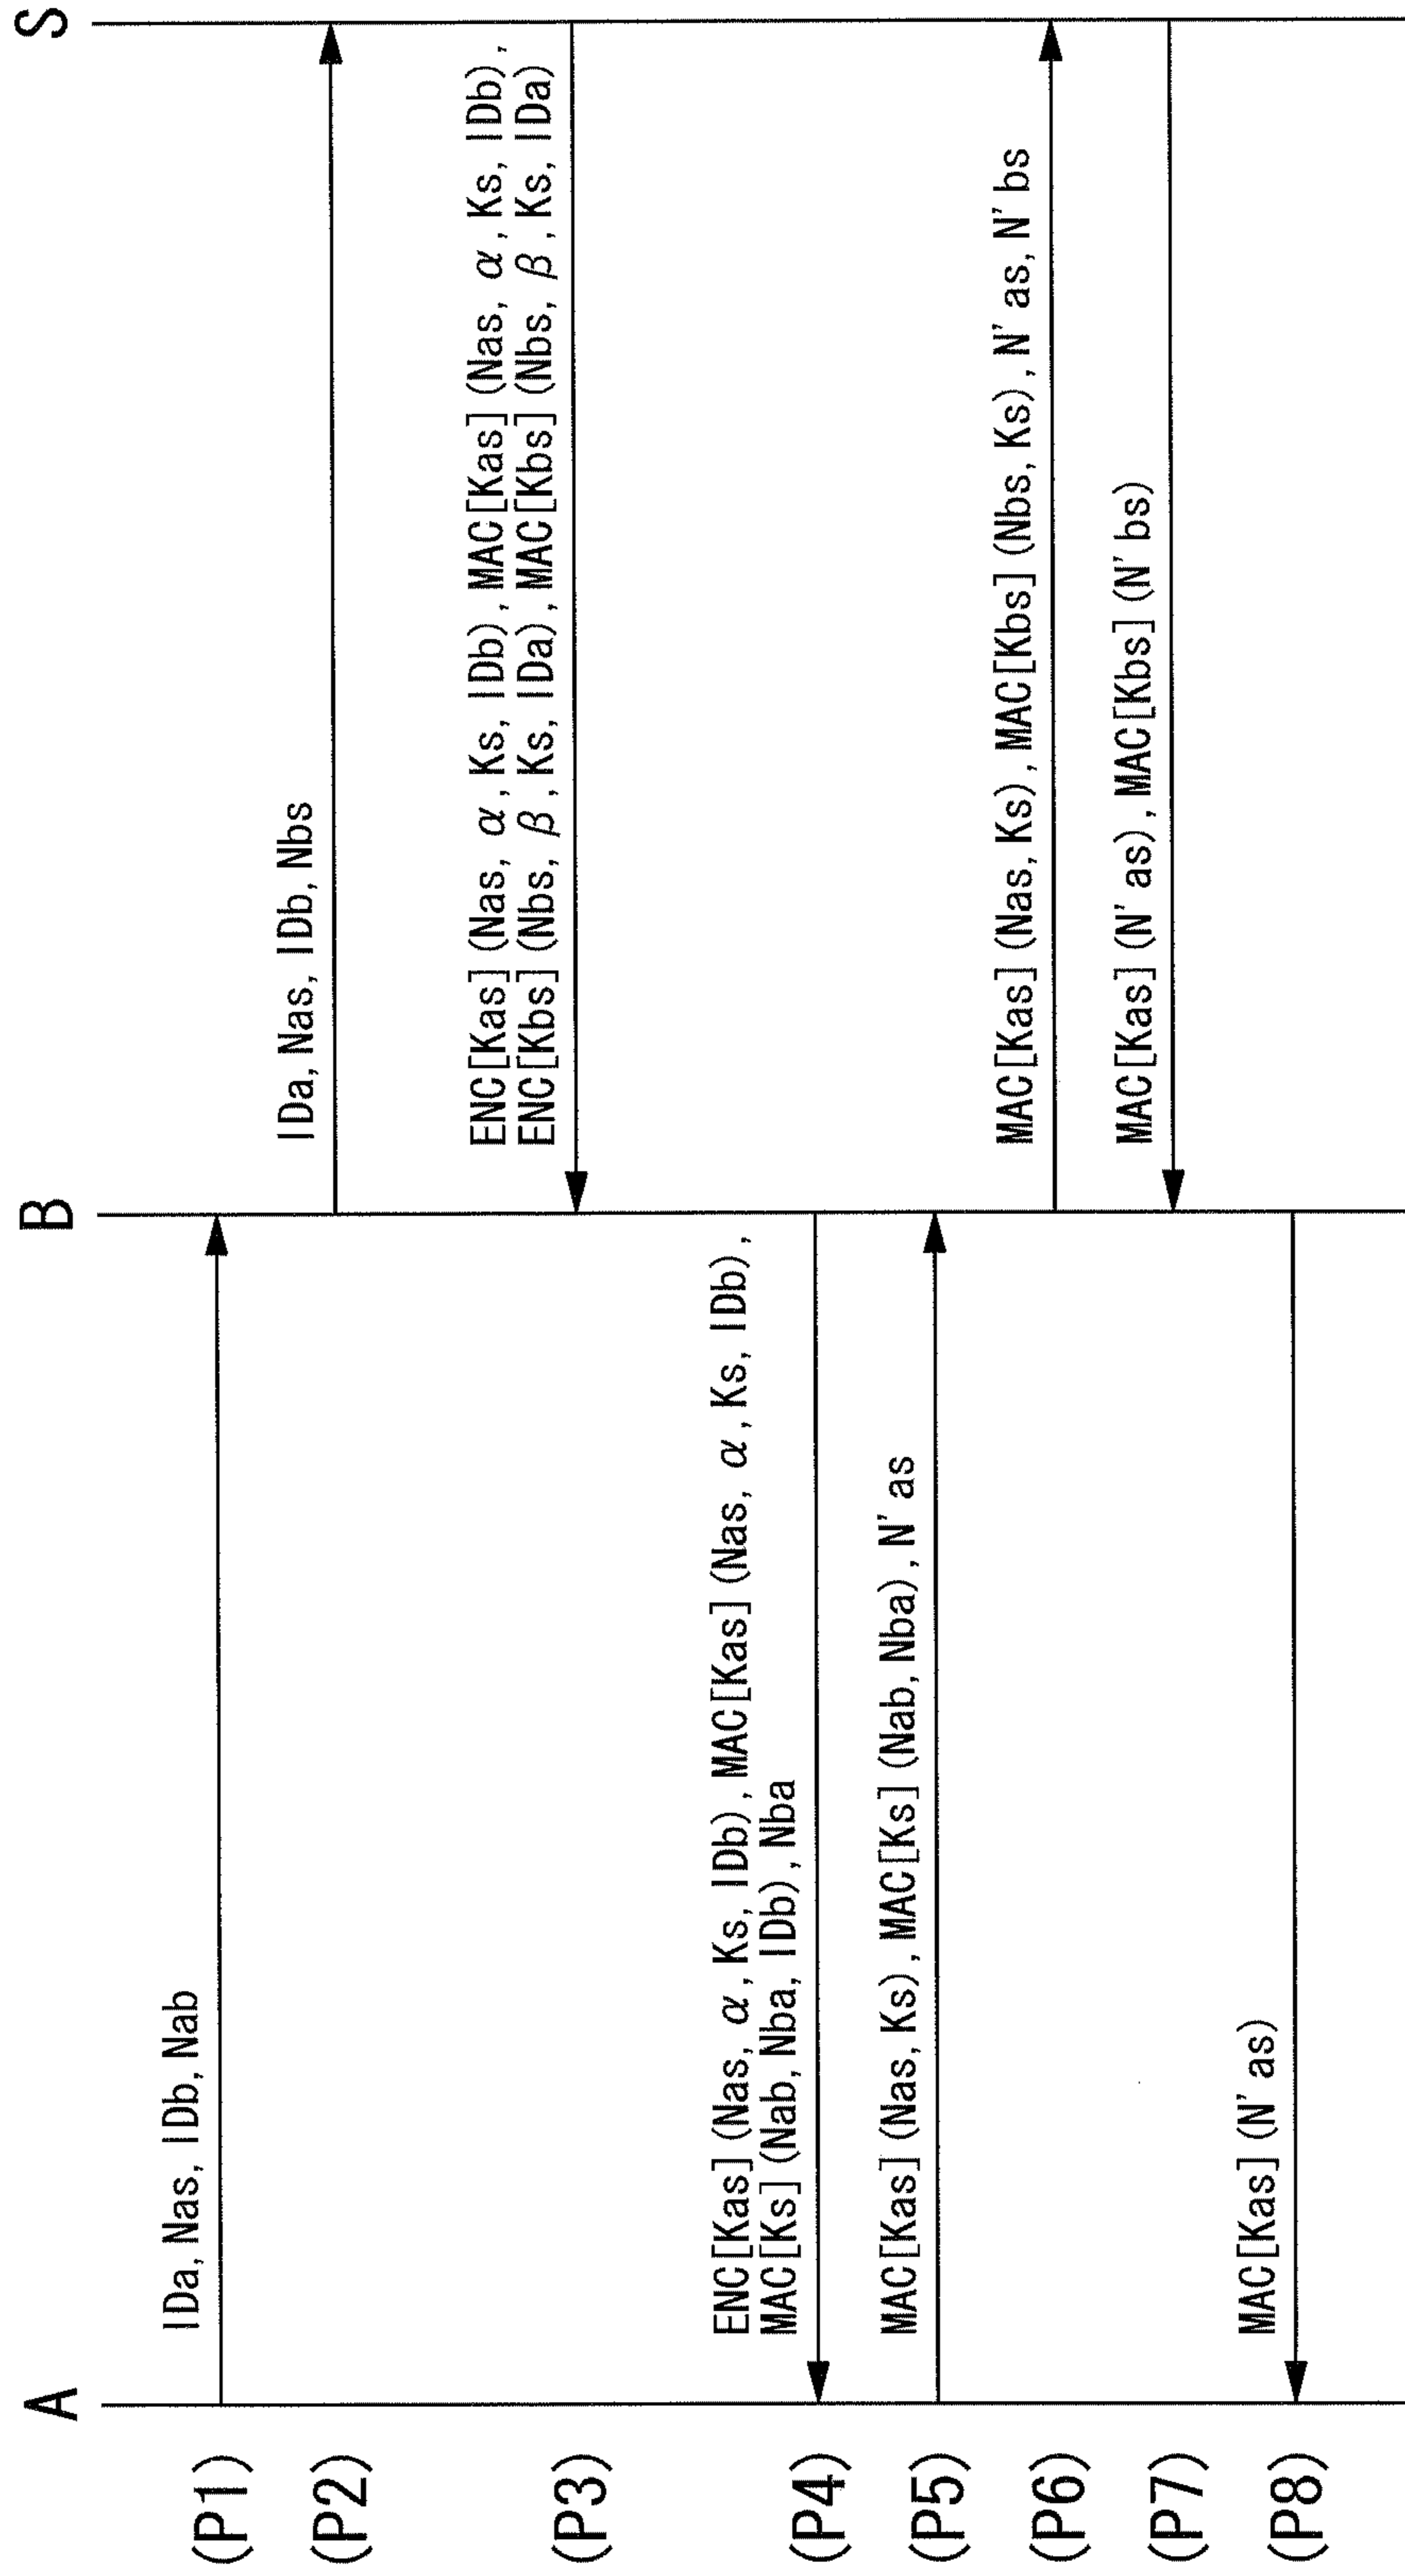 A B S
(P1) IDa, Nas, IDb, Nab
(P2) IDa, Nas, IDb, Nbs
(P3) ENC[Kas](Nas, α, Ks, IDb), MAC[Kas](Nas, α, Ks, IDb),
ENC[Kbs](Nbs, β, Ks, IDa), MAC[Kbs](Nbs, β, Ks, IDa)
(P4) ENC[Kas](Nas, α, Ks, IDb), MAC[Kas](Nas, α, Ks, IDb),
MAC[Ks](Nab, Nba, IDb), Nba
(P5) MAC[Kas](Nas, Ks), MAC[Ks](Nab, Nba), N'as
(P6) MAC[Kas](Nas, Ks), MAC[Kbs](Nbs, Ks), N'as, N'bs
(P7) MAC[Kas](N'as), MAC[Kbs](N'bs)
(P8) MAC[Kas](N'as)